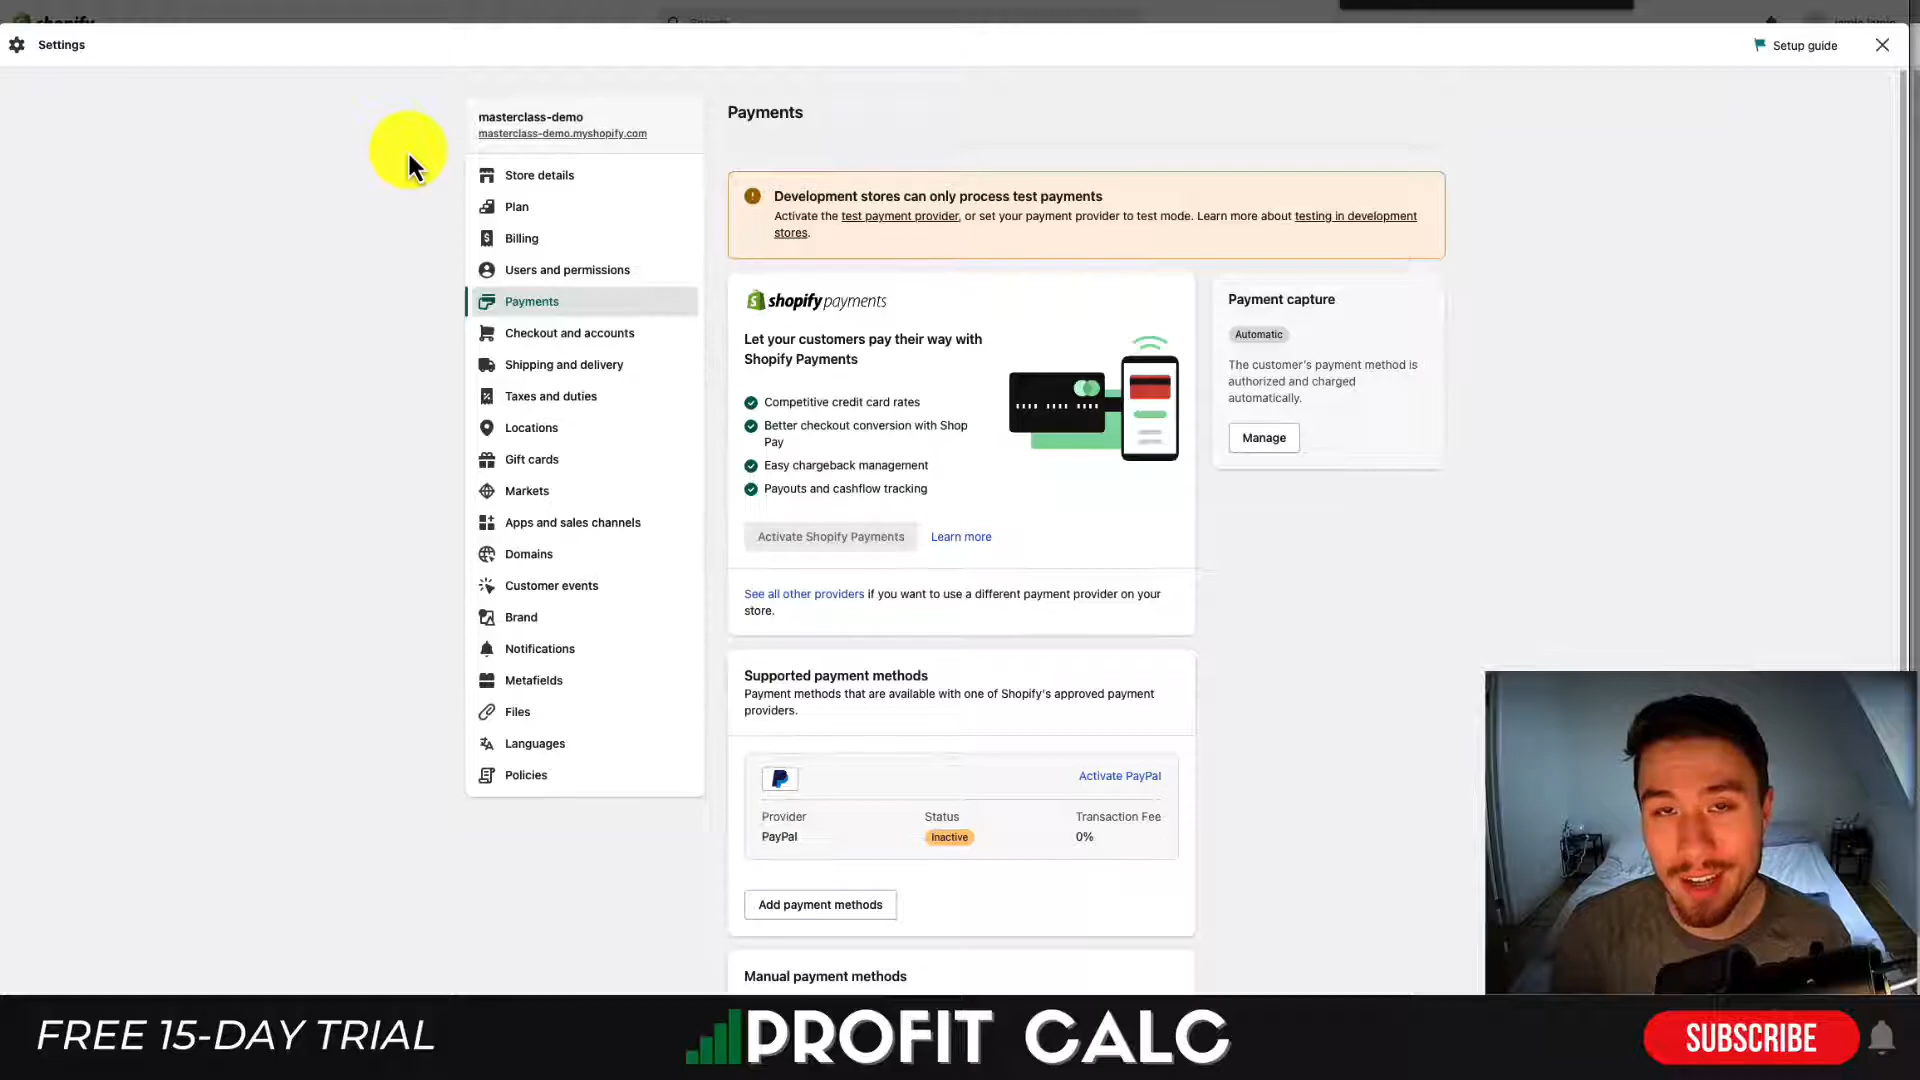 shopify
Search
Settings
Setup guide
masterclass-demo
masterclass-demo.myshopify.com
Store details
Plan
Billing
Users and permissions
Payments
Checkout and accounts
Shipping and delivery
Taxes and duties
Locations
Gift cards
Markets
Apps and sales channels
Domains
Customer events
Brand
Notifications
Metafields
Files
Languages
Policies
Payments
Development stores can only process test payments
Activate the test payment provider, or set your payment provider to test mode. Learn more about testing in development
stores.
shopify payments
Let your customers pay their way with
Shopify Payments
Competitive credit card rates
Better checkout conversion with Shop
Pay
Easy chargeback management
Payouts and cashflow tracking
Activate Shopify Payments
Learn more
See all other providers if you want to use a different payment provider on your
store.
Payment capture
Automatic
The customer's payment method is
authorized and charged
automatically.
Manage
Supported payment methods
Payment methods that are available with one of Shopify's approved payment
providers.
Activate PayPal
Provider
Status
Transaction Fee
PayPal
Inactive
0%
Add payment methods
Manual payment methods
FREE 15-DAY TRIAL
PROFIT CALC
SUBSCRIBE